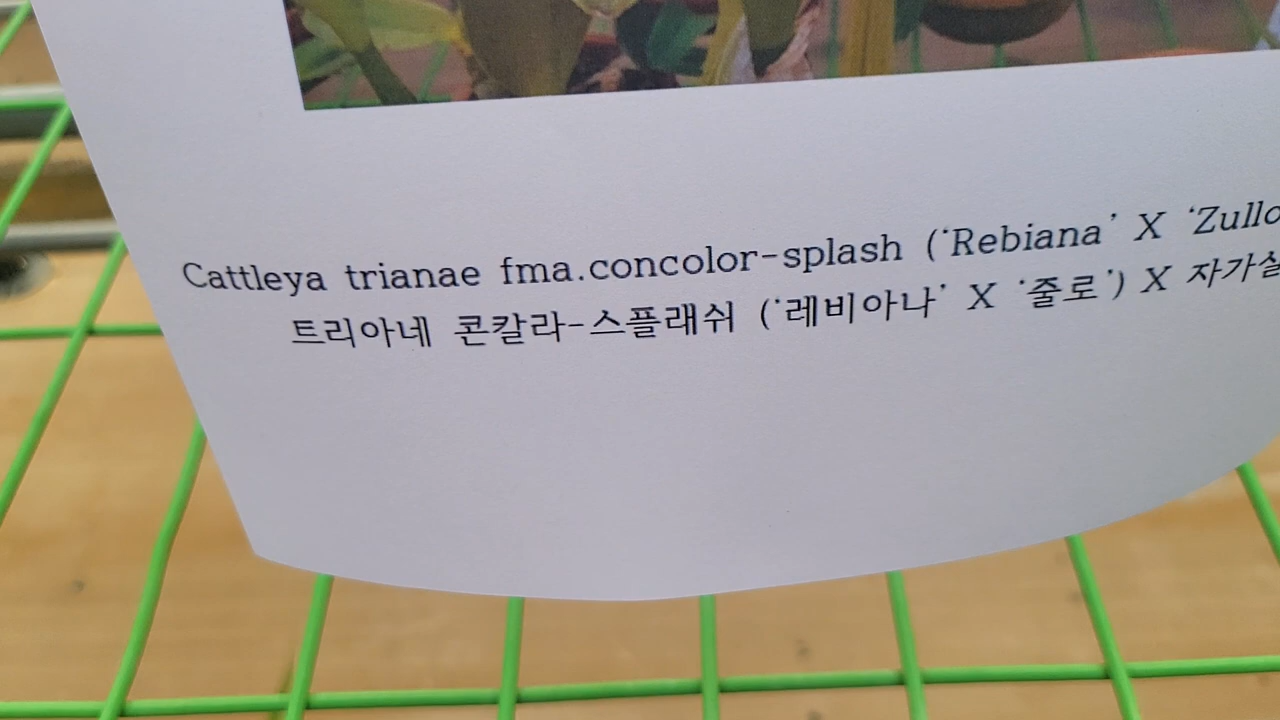 Cattleya trianae fma.concolor-splash ('Rebiana' X
트리아네 콘칼라-스플래쉬 ('레비아나' X '줄로') X